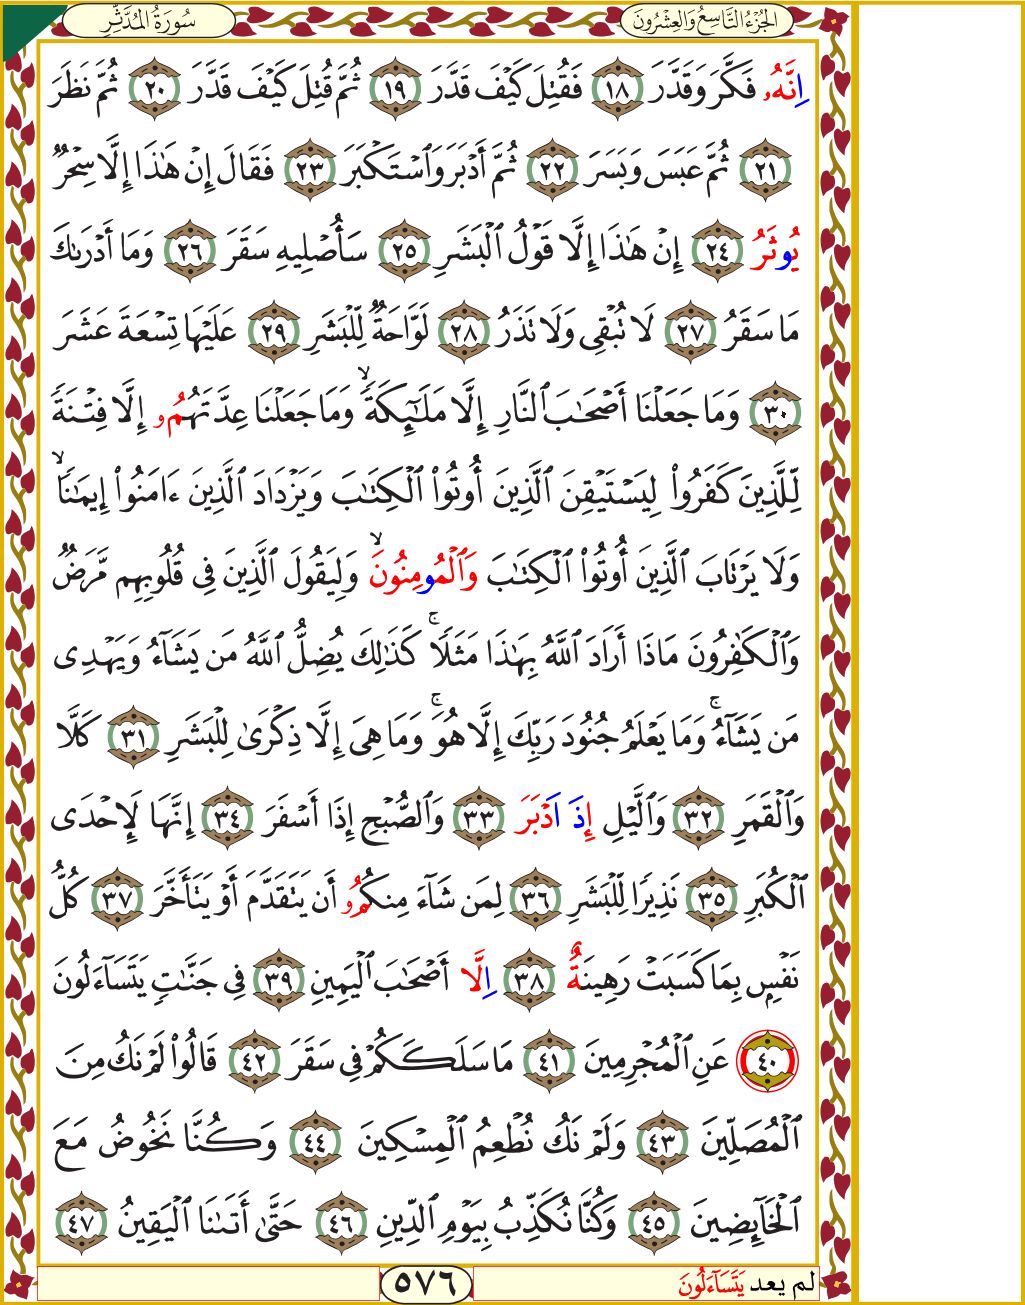 سُورَةُ المُدَّثِّرِ
الجُزْءُ التَّاسِعُ وَالعِشْرُونَ
اِنَّهُۥ فَكَّرَ وَقَدَّرَ ١٨ فَقُتِلَ كَيْفَ قَدَّرَ ١٩ ثُمَّ قُتِلَ كَيْفَ قَدَّرَ ٢٠ ثُمَّ نَظَرَ
٢١ ثُمَّ عَبَسَ وَبَسَرَ ٢٢ ثُمَّ أَدْبَرَ وَٱسْتَكْبَرَ ٢٣ فَقَالَ إِنْ هَٰذَا إِلَّا سِحْرٌ
يُوثَرُ ٢٤ إِنْ هَٰذَا إِلَّا قَوْلُ ٱلْبَشَرِ ٢٥ سَأُصْلِيهِ سَقَرَ ٢٦ وَمَا أَدْرَىٰكَ
مَا سَقَرُ ٢٧ لَا تُبْقِى وَلَا تَذَرُ ٢٨ لَوَّاحَةٌ لِّلْبَشَرِ ٢٩ عَلَيْهَا تِسْعَةَ عَشَرَ
٣٠ وَمَا جَعَلْنَا أَصْحَٰبَ ٱلنَّارِ إِلَّا مَلَٰٓئِكَةً ۙ وَمَا جَعَلْنَا عِدَّتَهُمُۥ إِلَّا فِتْنَةً
لِّلَّذِينَ كَفَرُوا۟ لِيَسْتَيْقِنَ ٱلَّذِينَ أُوتُوا۟ ٱلْكِتَٰبَ وَيَزْدَادَ ٱلَّذِينَ ءَامَنُوا۟ إِيمَٰنًا ۙ
وَلَا يَرْتَابَ ٱلَّذِينَ أُوتُوا۟ ٱلْكِتَٰبَ وَٱلْمُومِنُونَ ۙ وَلِيَقُولَ ٱلَّذِينَ فِى قُلُوبِهِم مَّرَضٌ
وَٱلْكَٰفِرُونَ مَاذَا أَرَادَ ٱللَّهُ بِهَٰذَا مَثَلًا ۚ كَذَٰلِكَ يُضِلُّ ٱللَّهُ مَن يَشَآءُ وَيَهْدِى
مَن يَشَآءُ ۚ وَمَا يَعْلَمُ جُنُودَ رَبِّكَ إِلَّا هُوَ ۚ وَمَا هِىَ إِلَّا ذِكْرَىٰ لِلْبَشَرِ ٣١ كَلَّا
وَٱلْقَمَرِ ٣٢ وَٱلَّيْلِ إِذَ اَدْبَرَ ٣٣ وَٱلصُّبْحِ إِذَا أَسْفَرَ ٣٤ إِنَّهَا لَإِحْدَى
ٱلْكُبَرِ ٣٥ نَذِيرًا لِّلْبَشَرِ ٣٦ لِمَن شَآءَ مِنكُمُۥ أَن يَتَقَدَّمَ أَوْ يَتَأَخَّرَ ٣٧ كُلُّ
نَفْسٍ بِمَا كَسَبَتْ رَهِينَةٌ ٣٨ اِلَّا أَصْحَٰبَ ٱلْيَمِينِ ٣٩ فِى جَنَّٰتٍ يَتَسَآءَلُونَ
٤٠ عَنِ ٱلْمُجْرِمِينَ ٤١ مَا سَلَكَكُمْ فِى سَقَرَ ٤٢ قَالُوا۟ لَمْ نَكُ مِنَ
ٱلْمُصَلِّينَ ٤٣ وَلَمْ نَكُ نُطْعِمُ ٱلْمِسْكِينَ ٤٤ وَكُنَّا نَخُوضُ مَعَ
ٱلْخَآئِضِينَ ٤٥ وَكُنَّا نُكَذِّبُ بِيَوْمِ ٱلدِّينِ ٤٦ حَتَّىٰ أَتَىٰنَا ٱلْيَقِينُ ٤٧
لم يعد يَتَسَآءَلُونَ
٥٧٦